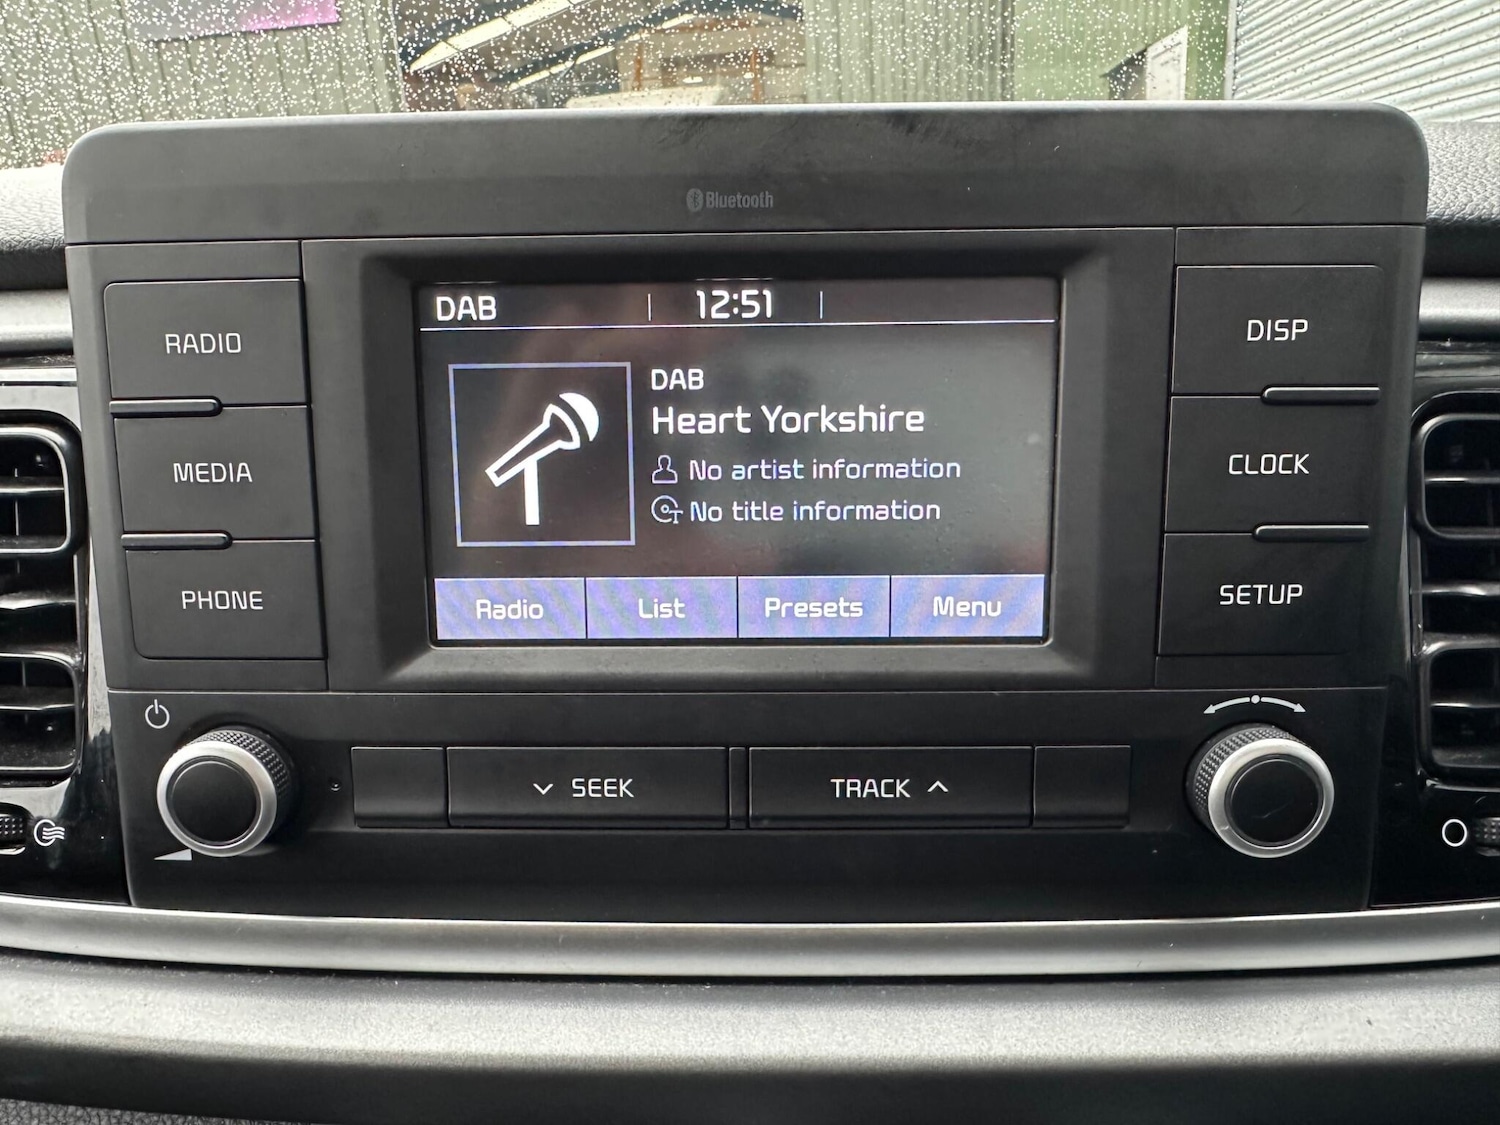 Bluetooth
DAB | 12:51 |
RADIO
MEDIA
PHONE
DAB
Heart Yorkshire
No artist information
No title information
Radio List Presets Menu
DISP
CLOCK
SETUP
SEEK
TRACK